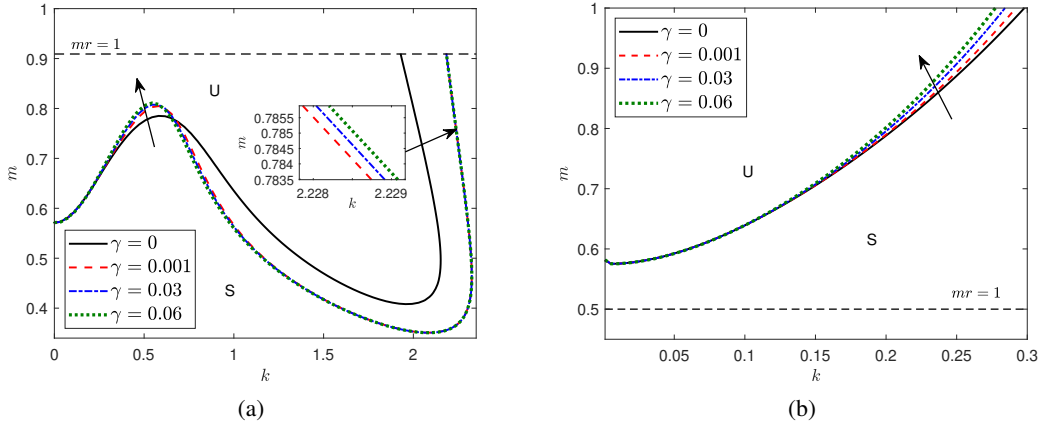 1
0.9
0.8
0.7
0.6
0.5
0.4
m
mr = 1
U
S
0.7855
0.785
0.7845
0.784
0.7835
m
2.228
2.229
k
γ = 0
γ = 0.001
γ = 0.03
γ = 0.06
0
0.5
1
1.5
2
k
(a)
1
0.9
0.8
0.7
0.6
0.5
m
γ = 0
γ = 0.001
γ = 0.03
γ = 0.06
U
S
mr = 1
0.05
0.1
0.15
0.2
0.25
0.3
k
(b)